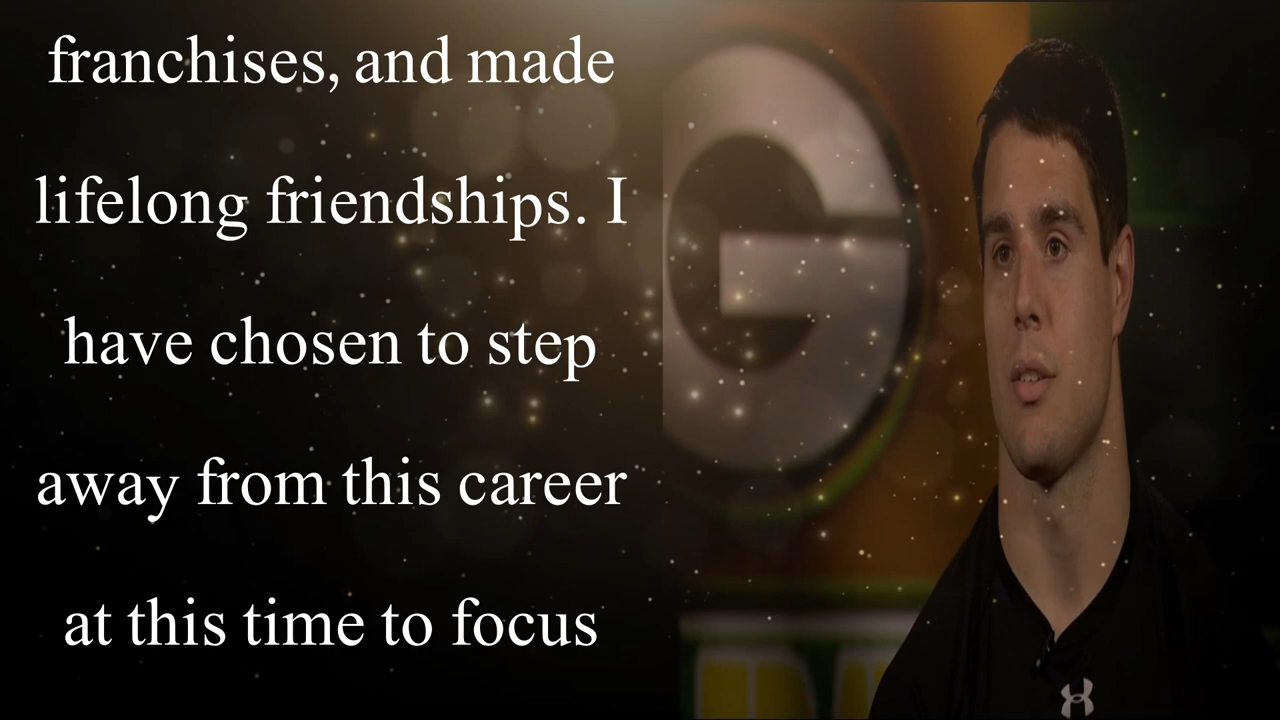 franchises, and made
lifelong friendships. I
have chosen to step
away from this career
at this time to focus
G